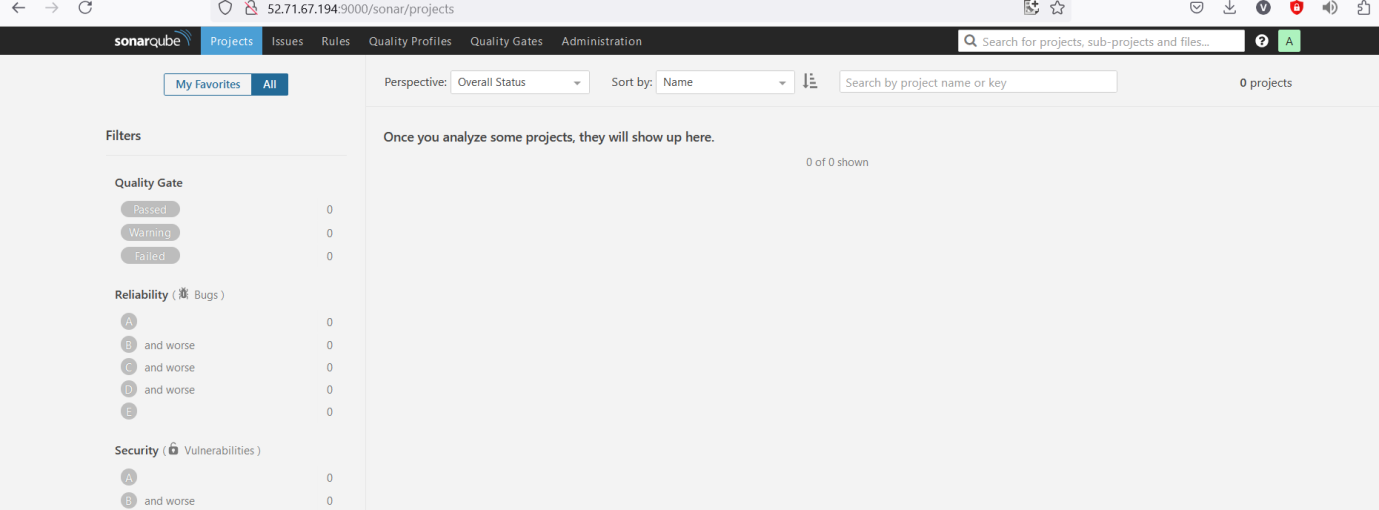 52.71.67.194:9000/sonar/projects
V
sonarqube Projects Issues Rules Quality Profiles Quality Gates Administration Search for projects, sub-projects and files... ? A
My Favorites All
Perspective: Overall Status Sort by: Name Search by project name or key 0 projects
Filters
Once you analyze some projects, they will show up here.
0 of 0 shown
Quality Gate
Passed 0
Warning 0
Failed 0
Reliability ( Bugs )
A 0
B and worse 0
C and worse 0
D and worse 0
E 0
Security ( Vulnerabilities )
A 0
B and worse 0